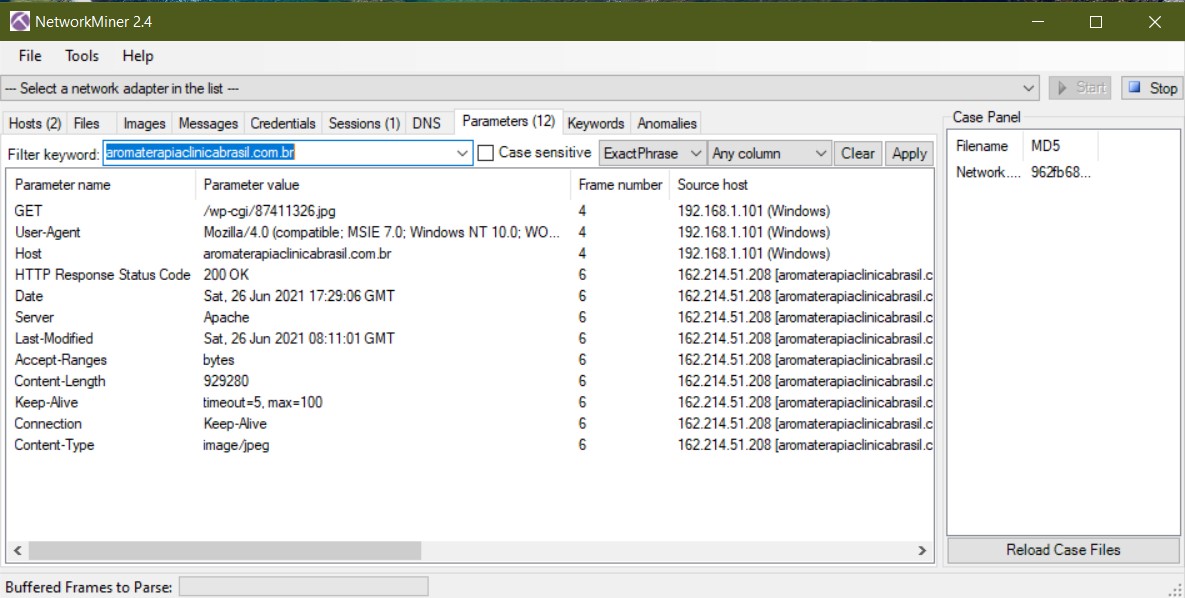 NetworkMiner 2.4
File Tools Help
--- Select a network adapter in the list --- Start Stop
Hosts (2) Files Images Messages Credentials Sessions (1) DNS Parameters (12) Keywords Anomalies
Case Panel
Filter keyword: aromaterapiaclinicabrasil.com.br Case sensitive ExactPhrase Any column Clear Apply
Filename MD5
Network.... 962fb68...
Parameter name Parameter value Frame number Source host
GET /wp-cgi/87411326.jpg 4 192.168.1.101 (Windows)
User-Agent Mozilla/4.0 (compatible; MSIE 7.0; Windows NT 10.0; WO... 4 192.168.1.101 (Windows)
Host aromaterapiaclinicabrasil.com.br 4 192.168.1.101 (Windows)
HTTP Response Status Code 200 OK 6 162.214.51.208 [aromaterapiaclinicabrasil.c
Date Sat, 26 Jun 2021 17:29:06 GMT 6 162.214.51.208 [aromaterapiaclinicabrasil.c
Server Apache 6 162.214.51.208 [aromaterapiaclinicabrasil.c
Last-Modified Sat, 26 Jun 2021 08:11:01 GMT 6 162.214.51.208 [aromaterapiaclinicabrasil.c
Accept-Ranges bytes 6 162.214.51.208 [aromaterapiaclinicabrasil.c
Content-Length 929280 6 162.214.51.208 [aromaterapiaclinicabrasil.c
Keep-Alive timeout=5, max=100 6 162.214.51.208 [aromaterapiaclinicabrasil.c
Connection Keep-Alive 6 162.214.51.208 [aromaterapiaclinicabrasil.c
Content-Type image/jpeg 6 162.214.51.208 [aromaterapiaclinicabrasil.c
Reload Case Files
Buffered Frames to Parse: